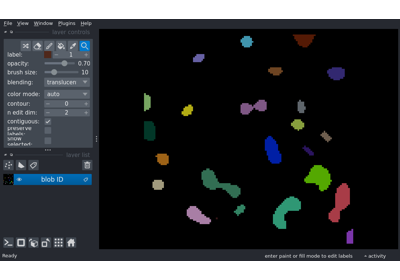 File View Window Plugins Help
layer controls
label: 1
opacity: 0.70
brush size: 10
blending: translucen
color mode: auto
contour: 0
n edit dim: 2
contiguous:
preserve
labels:
show
selected:
layer list
blob ID
Ready
enter paint or fill mode to edit labels
activity